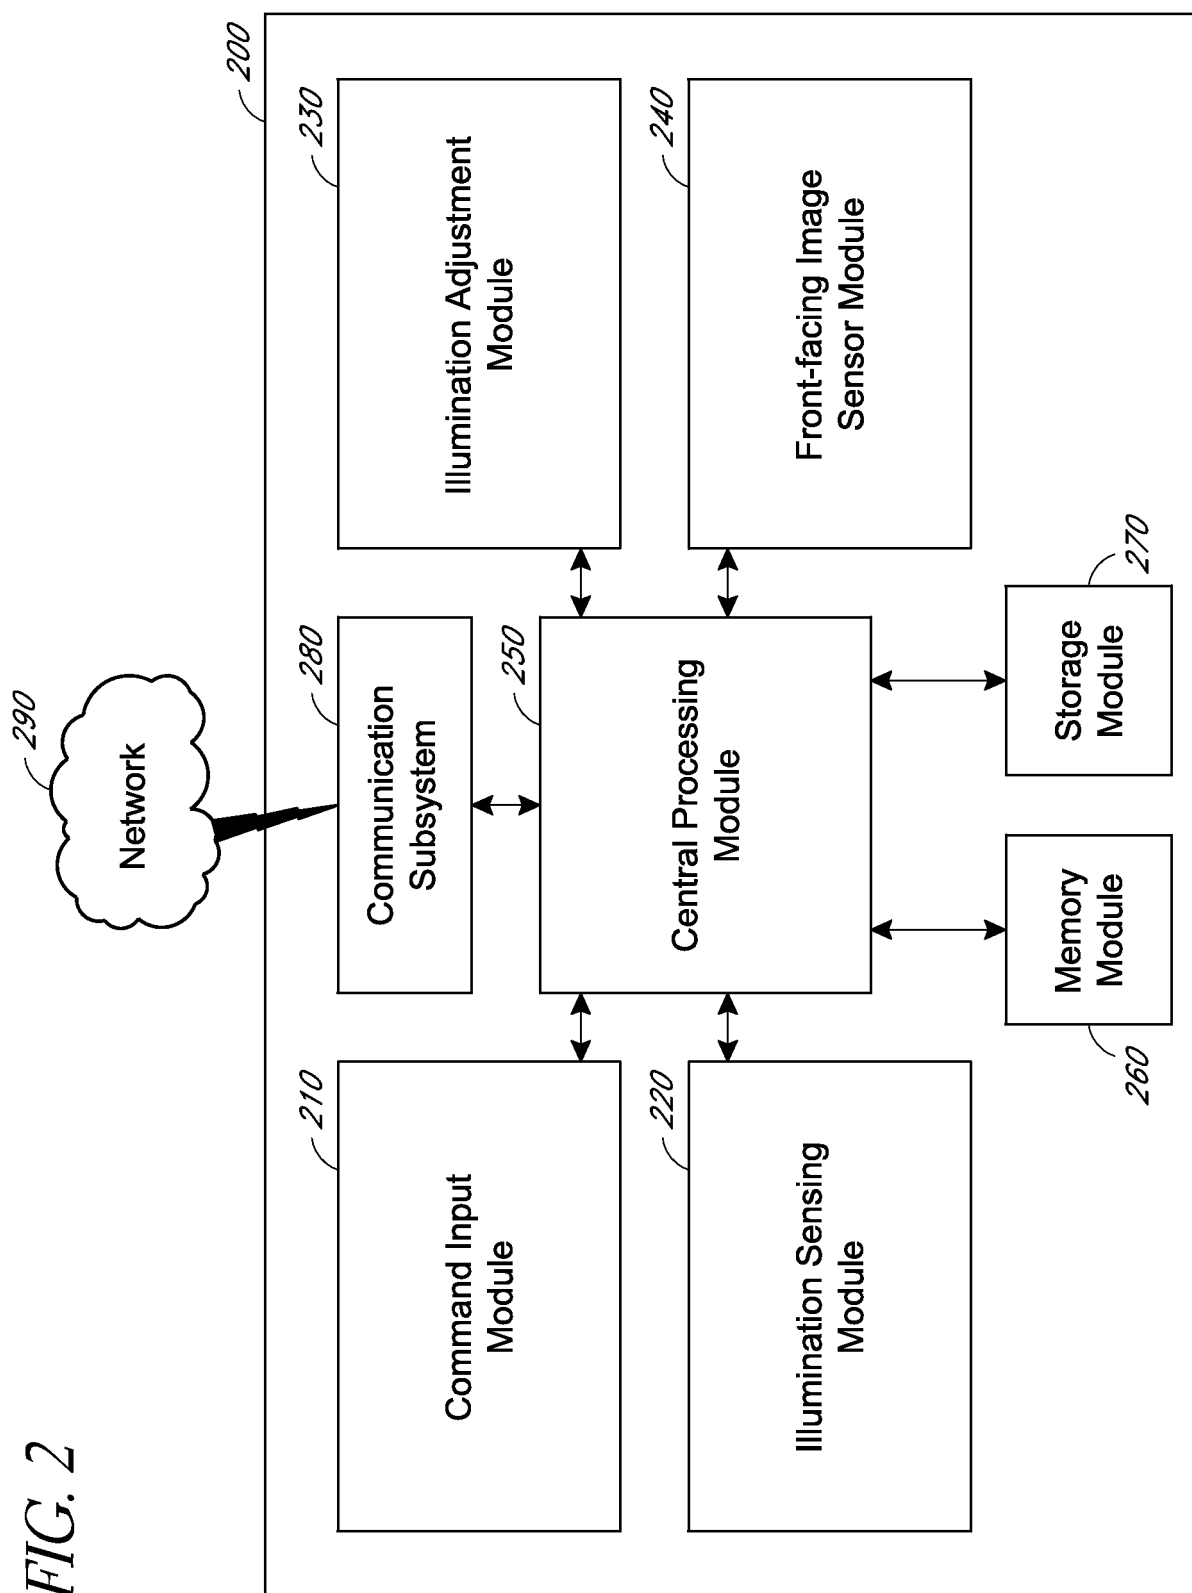 FIG. 2
290
Network
200
210
Command Input
Module
280
Communication
Subsystem
230
Illumination Adjustment
Module
250
Central Processing
Module
220
Illumination Sensing
Module
240
Front-facing Image
Sensor Module
260
Memory
Module
270
Storage
Module